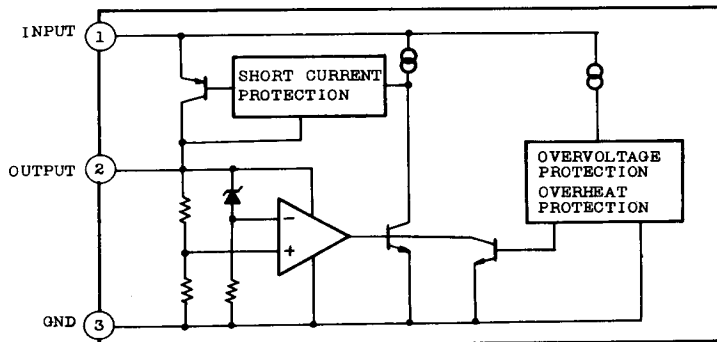 INPUT 1
SHORT CURRENT
PROTECTION
OUTPUT 2
OVERVOLTAGE
PROTECTION
OVERHEAT
PROTECTION
−
+
GND 3